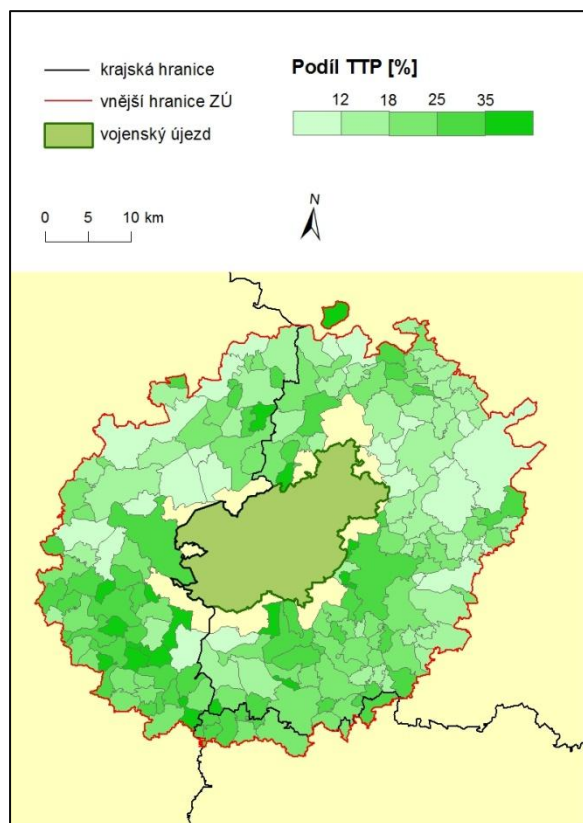 krajská hranice
vnější hranice ZÚ
vojenský újezd
Podíl TTP [%]
12 18 25 35
0 5 10 km
N